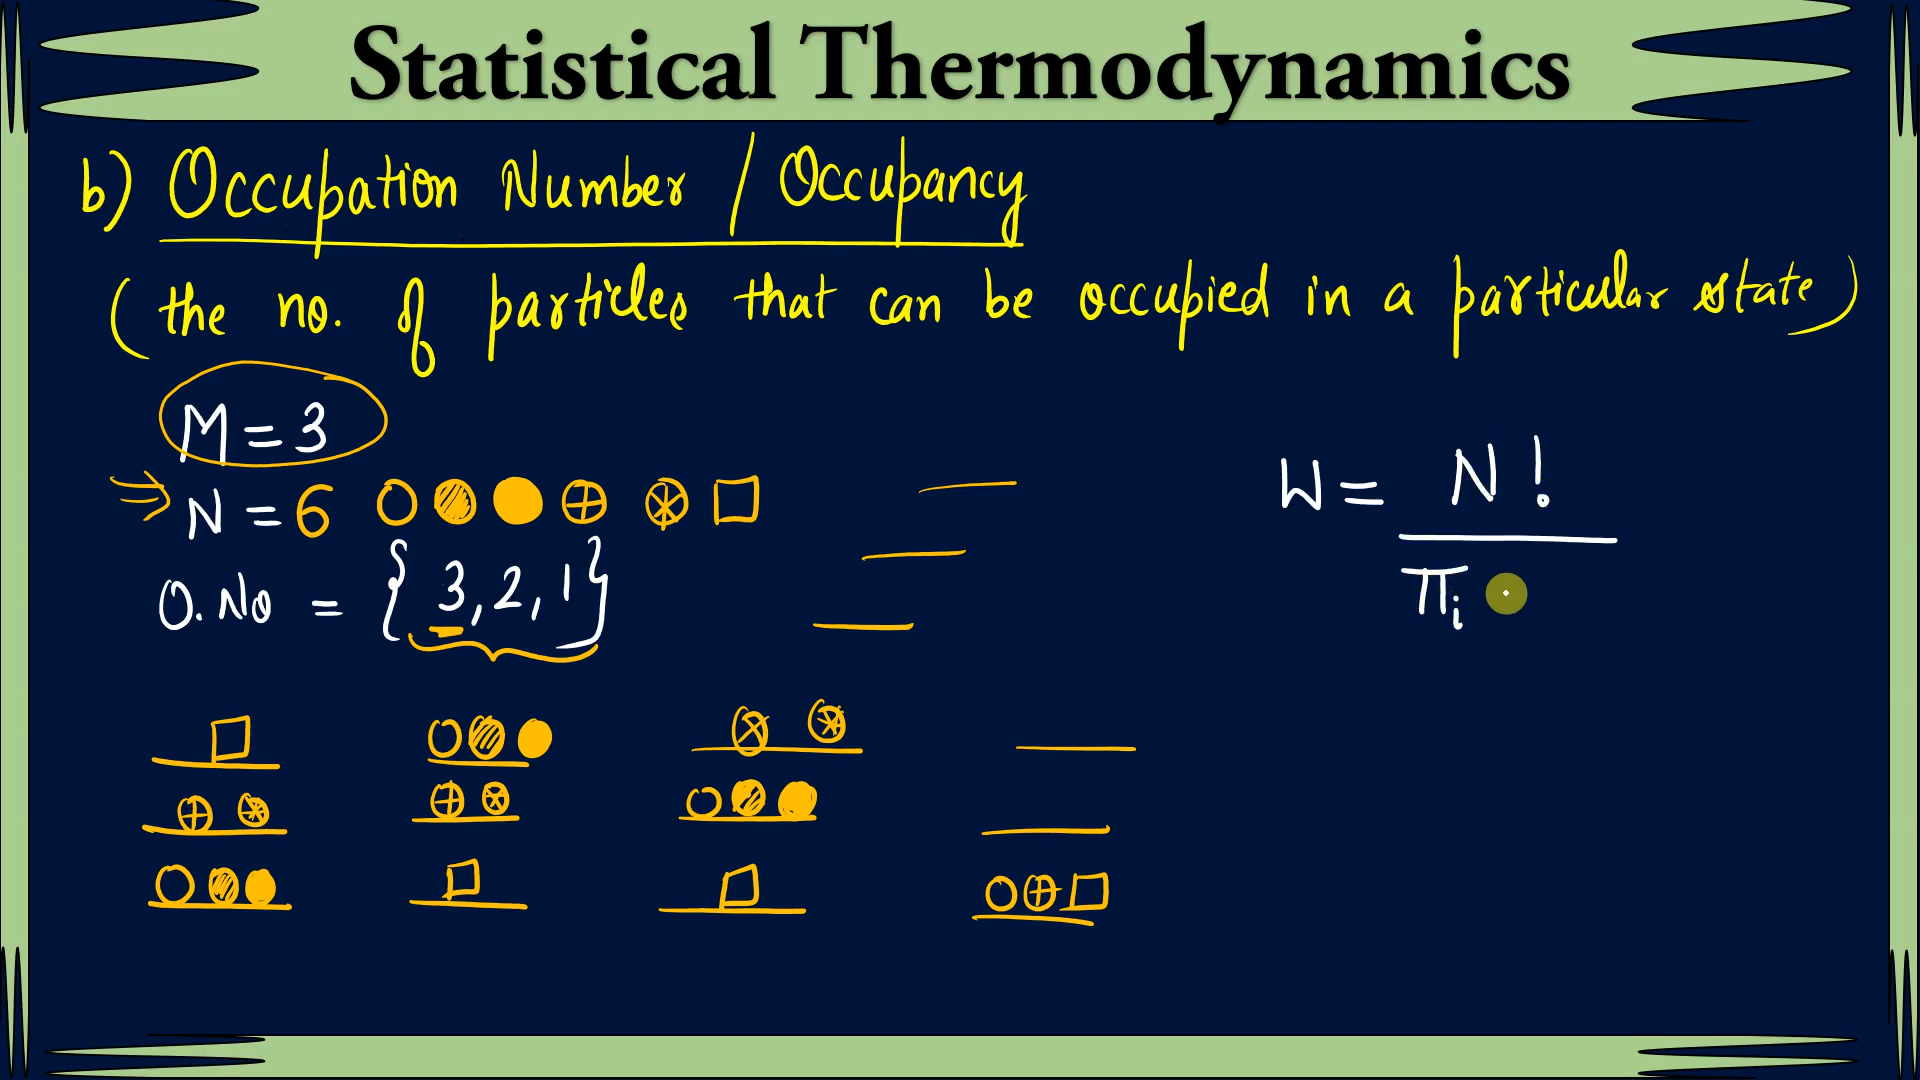 Statistical Thermodynamics
b) Occupation Number / Occupancy
(the no. of particles that can be occupied in a particular state)
M = 3
N = 6
O. No = { 3, 2, 1 }
W = N!
πi